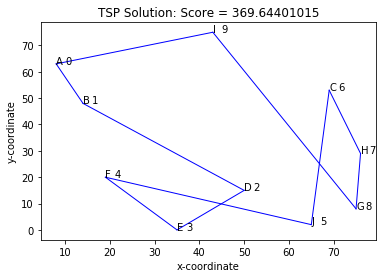 TSP Solution: Score = 369.64401015
I 9
A 0
B 1
C 6
H 7
F 4
D 2
G 8
J 5
E 3
0
10
20
30
40
50
60
70
10
20
30
40
50
60
70
x-coordinate
y-coordinate